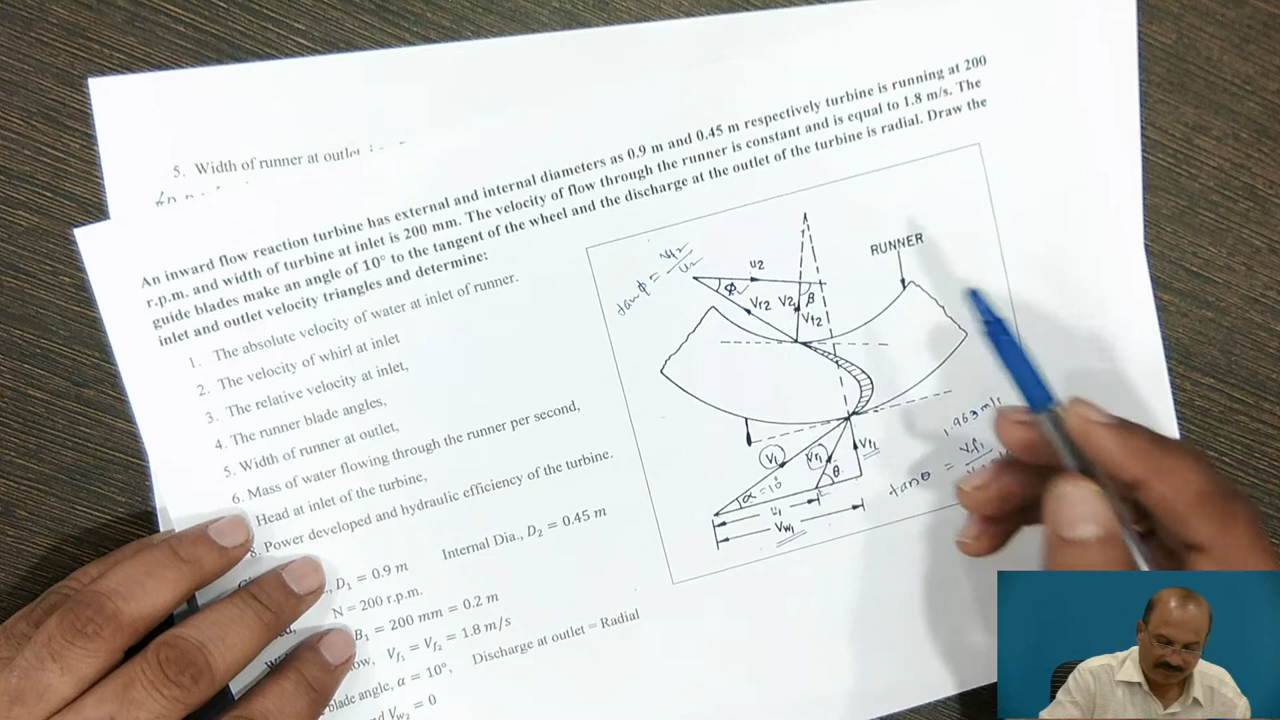 5. Width of runner at outlet
An inward flow reaction turbine has external and internal diameters as 0.9 m and 0.45 m respectively turbine is running at 200
r.p.m. and width of turbine at inlet is 200 mm. The velocity of flow through the runner is constant and is equal to 1.8 m/s. The
guide blades make an angle of 10° to the tangent of the wheel and the discharge at the outlet of the turbine is radial. Draw the
inlet and outlet velocity triangles and determine:
1. The absolute velocity of water at inlet of runner.
2. The velocity of whirl at inlet
3. The relative velocity at inlet,
4. The runner blade angles,
5. Width of runner at outlet,
6. Mass of water flowing through the runner per second,
Head at inlet of the turbine,
8. Power developed and hydraulic efficiency of the turbine.
D1 = 0.9 m Internal Dia., D2 = 0.45 m
N = 200 r.p.m.
B1 = 200 mm = 0.2 m
Vf1 = Vf2 = 1.8 m/s
blade angle, α = 10°, Discharge at outlet = Radial
Vw2 = 0
tan φ = Vf2/u2
u2
RUNNER
φ
Vr2
V2
β
Vf2
V1
Vr1
Vf1
α = 10°
θ
u1
Vw1
1.963 m/s
tan θ = Vf1